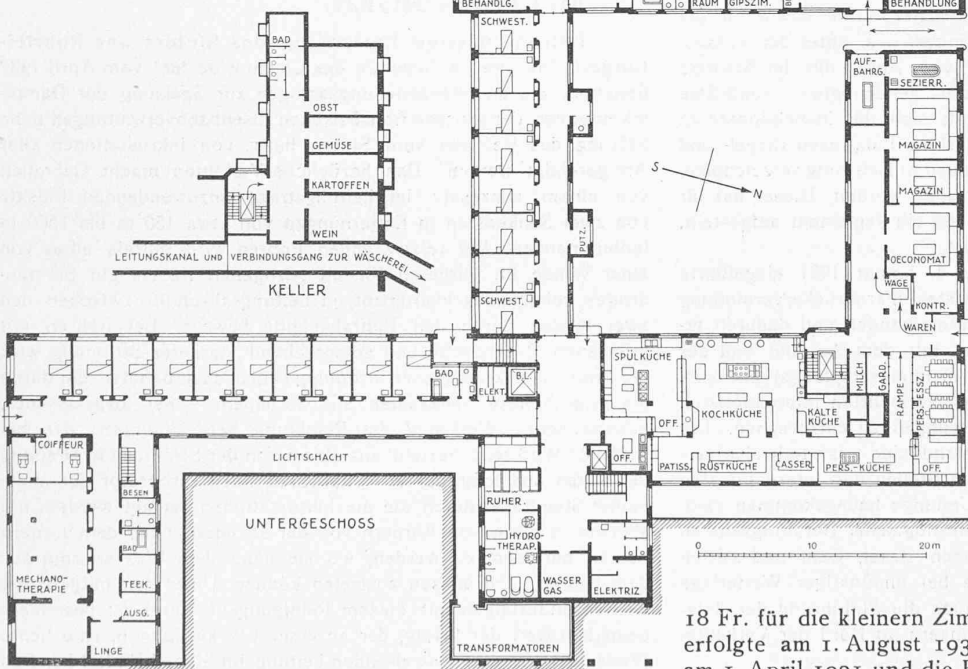 BEHANDLG.
RAUM
GIPSZIM.
BEHANDLUNG
SCHWEST.
BAD
OBST
GEMÜSE
KARTOFFEN
LEITUNGSKANAL UND VERBINDUNGSGANG ZUR WÄSCHEREI
KELLER
PUTZ.
SCHWEST.
S
N
AUF-
BAHRG.
SEZIERR.
MAGAZIN
MAGAZIN
OECONOMAT
WAGE
KONTR.
WAREN
BAD
ELEKT.
B.L.
SPÜLKÜCHE
OFF.
KOCHKÜCHE
KALTE
KÜCHE
MILCH
GARD.
RAMPE
PERS.-ESSZ.
OFF.
PATISS.
RÜSTKÜCHE
CASSER.
PERS.-KÜCHE
OFF.
COIFFEUR
LICHTSCHACHT
BESEN
UNTERGESCHOSS
BAD
MECHANO-
THERAPIE
TEEK.
AUSG.
LINGE
RUHER.
HYDRO-
THERAP.
WASSER
GAS
ELEKTRIZ
TRANSFORMATOREN
10
20 m
18 Fr. für die kleinern Zim
erfolgte am 1. August 193